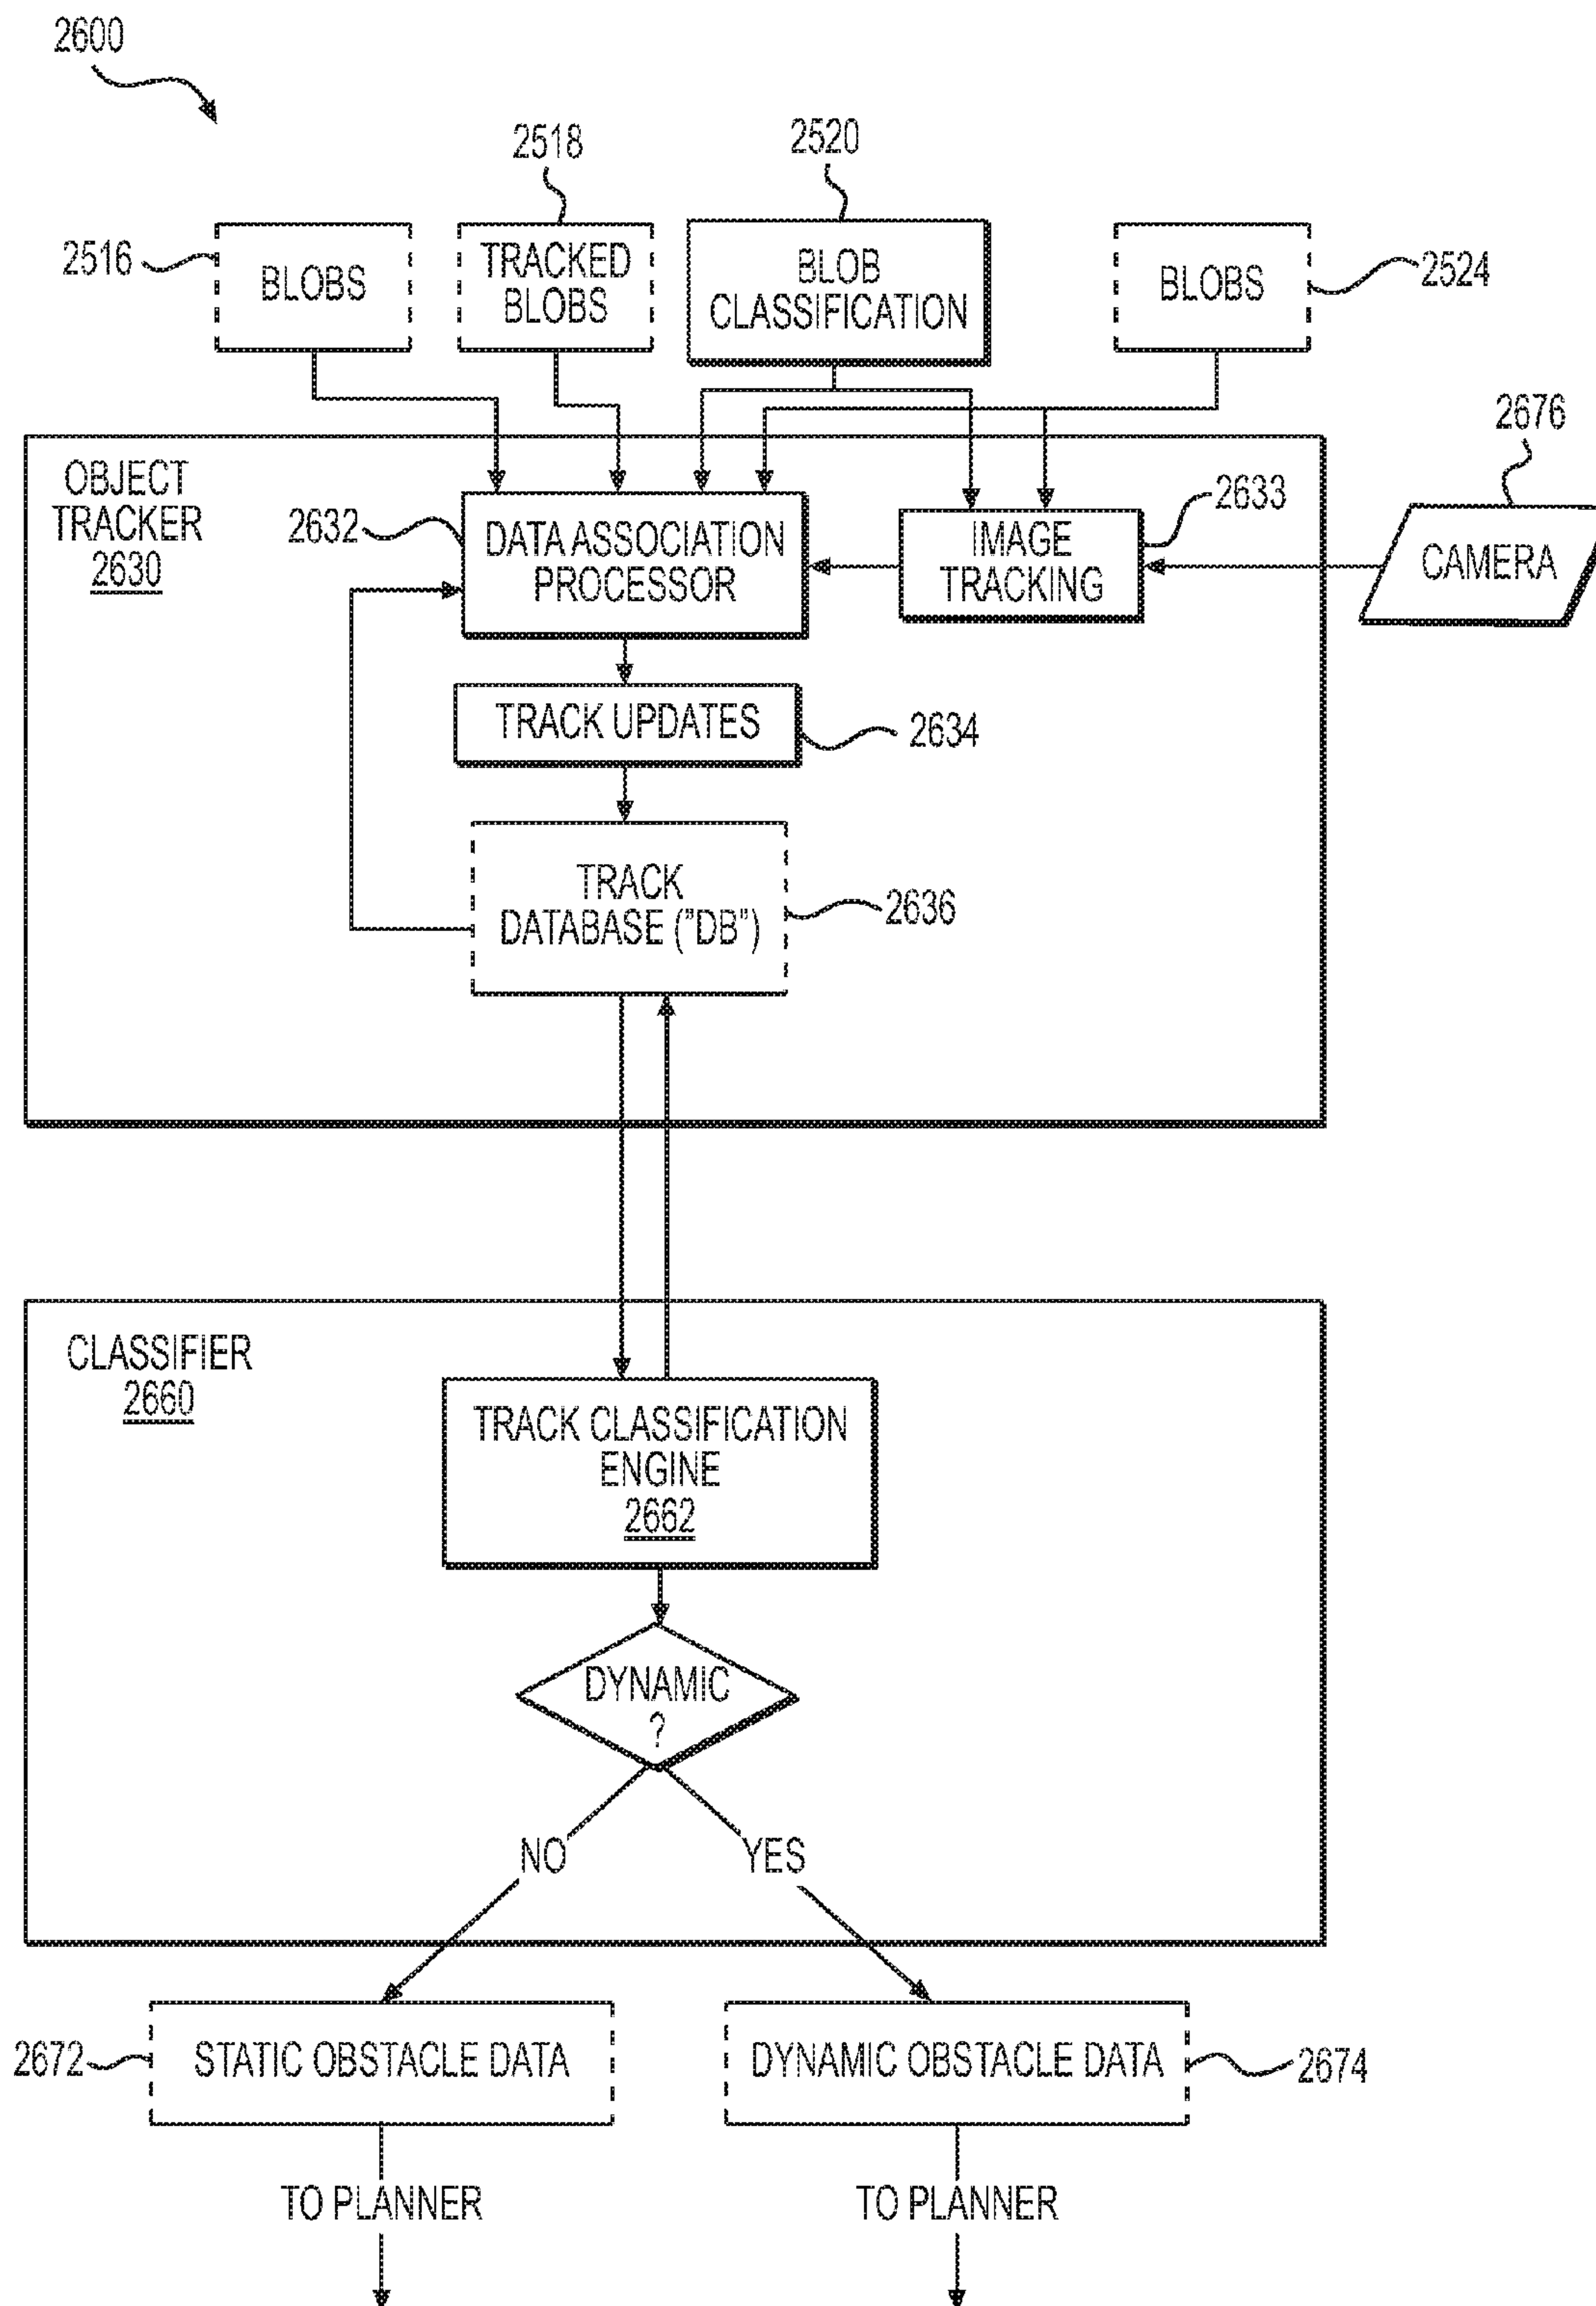 2600
2518
2520
2516
BLOBS
TRACKED
BLOBS
BLOB
CLASSIFICATION
BLOBS
2524
2676
OBJECT
TRACKER
2630
2632
DATA ASSOCIATION
PROCESSOR
IMAGE
TRACKING
2633
CAMERA
TRACK UPDATES
2634
TRACK
DATABASE ("DB")
2636
CLASSIFIER
2660
TRACK CLASSIFICATION
ENGINE
2662
DYNAMIC
?
NO
YES
2672
STATIC OBSTACLE DATA
DYNAMIC OBSTACLE DATA
2674
TO PLANNER
TO PLANNER